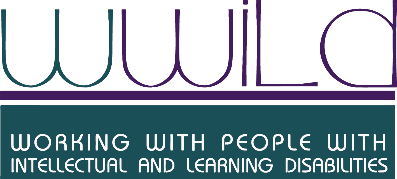 wwild
WORKING WITH PEOPLE WITH
INTELLECTUAL AND LEARNING DISABILITIES